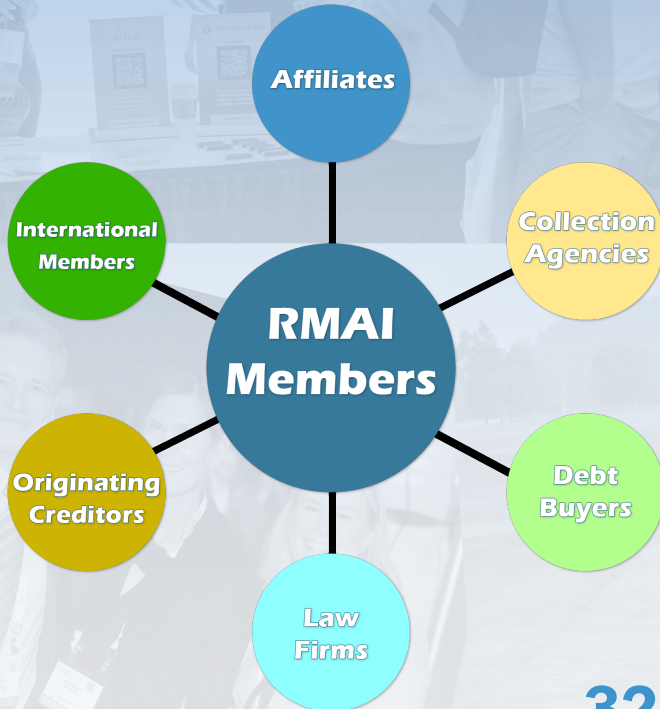 Affiliates
International
Members
Collection
Agencies
RMAI
Members
Originating
Creditors
Debt
Buyers
Law
Firms
32